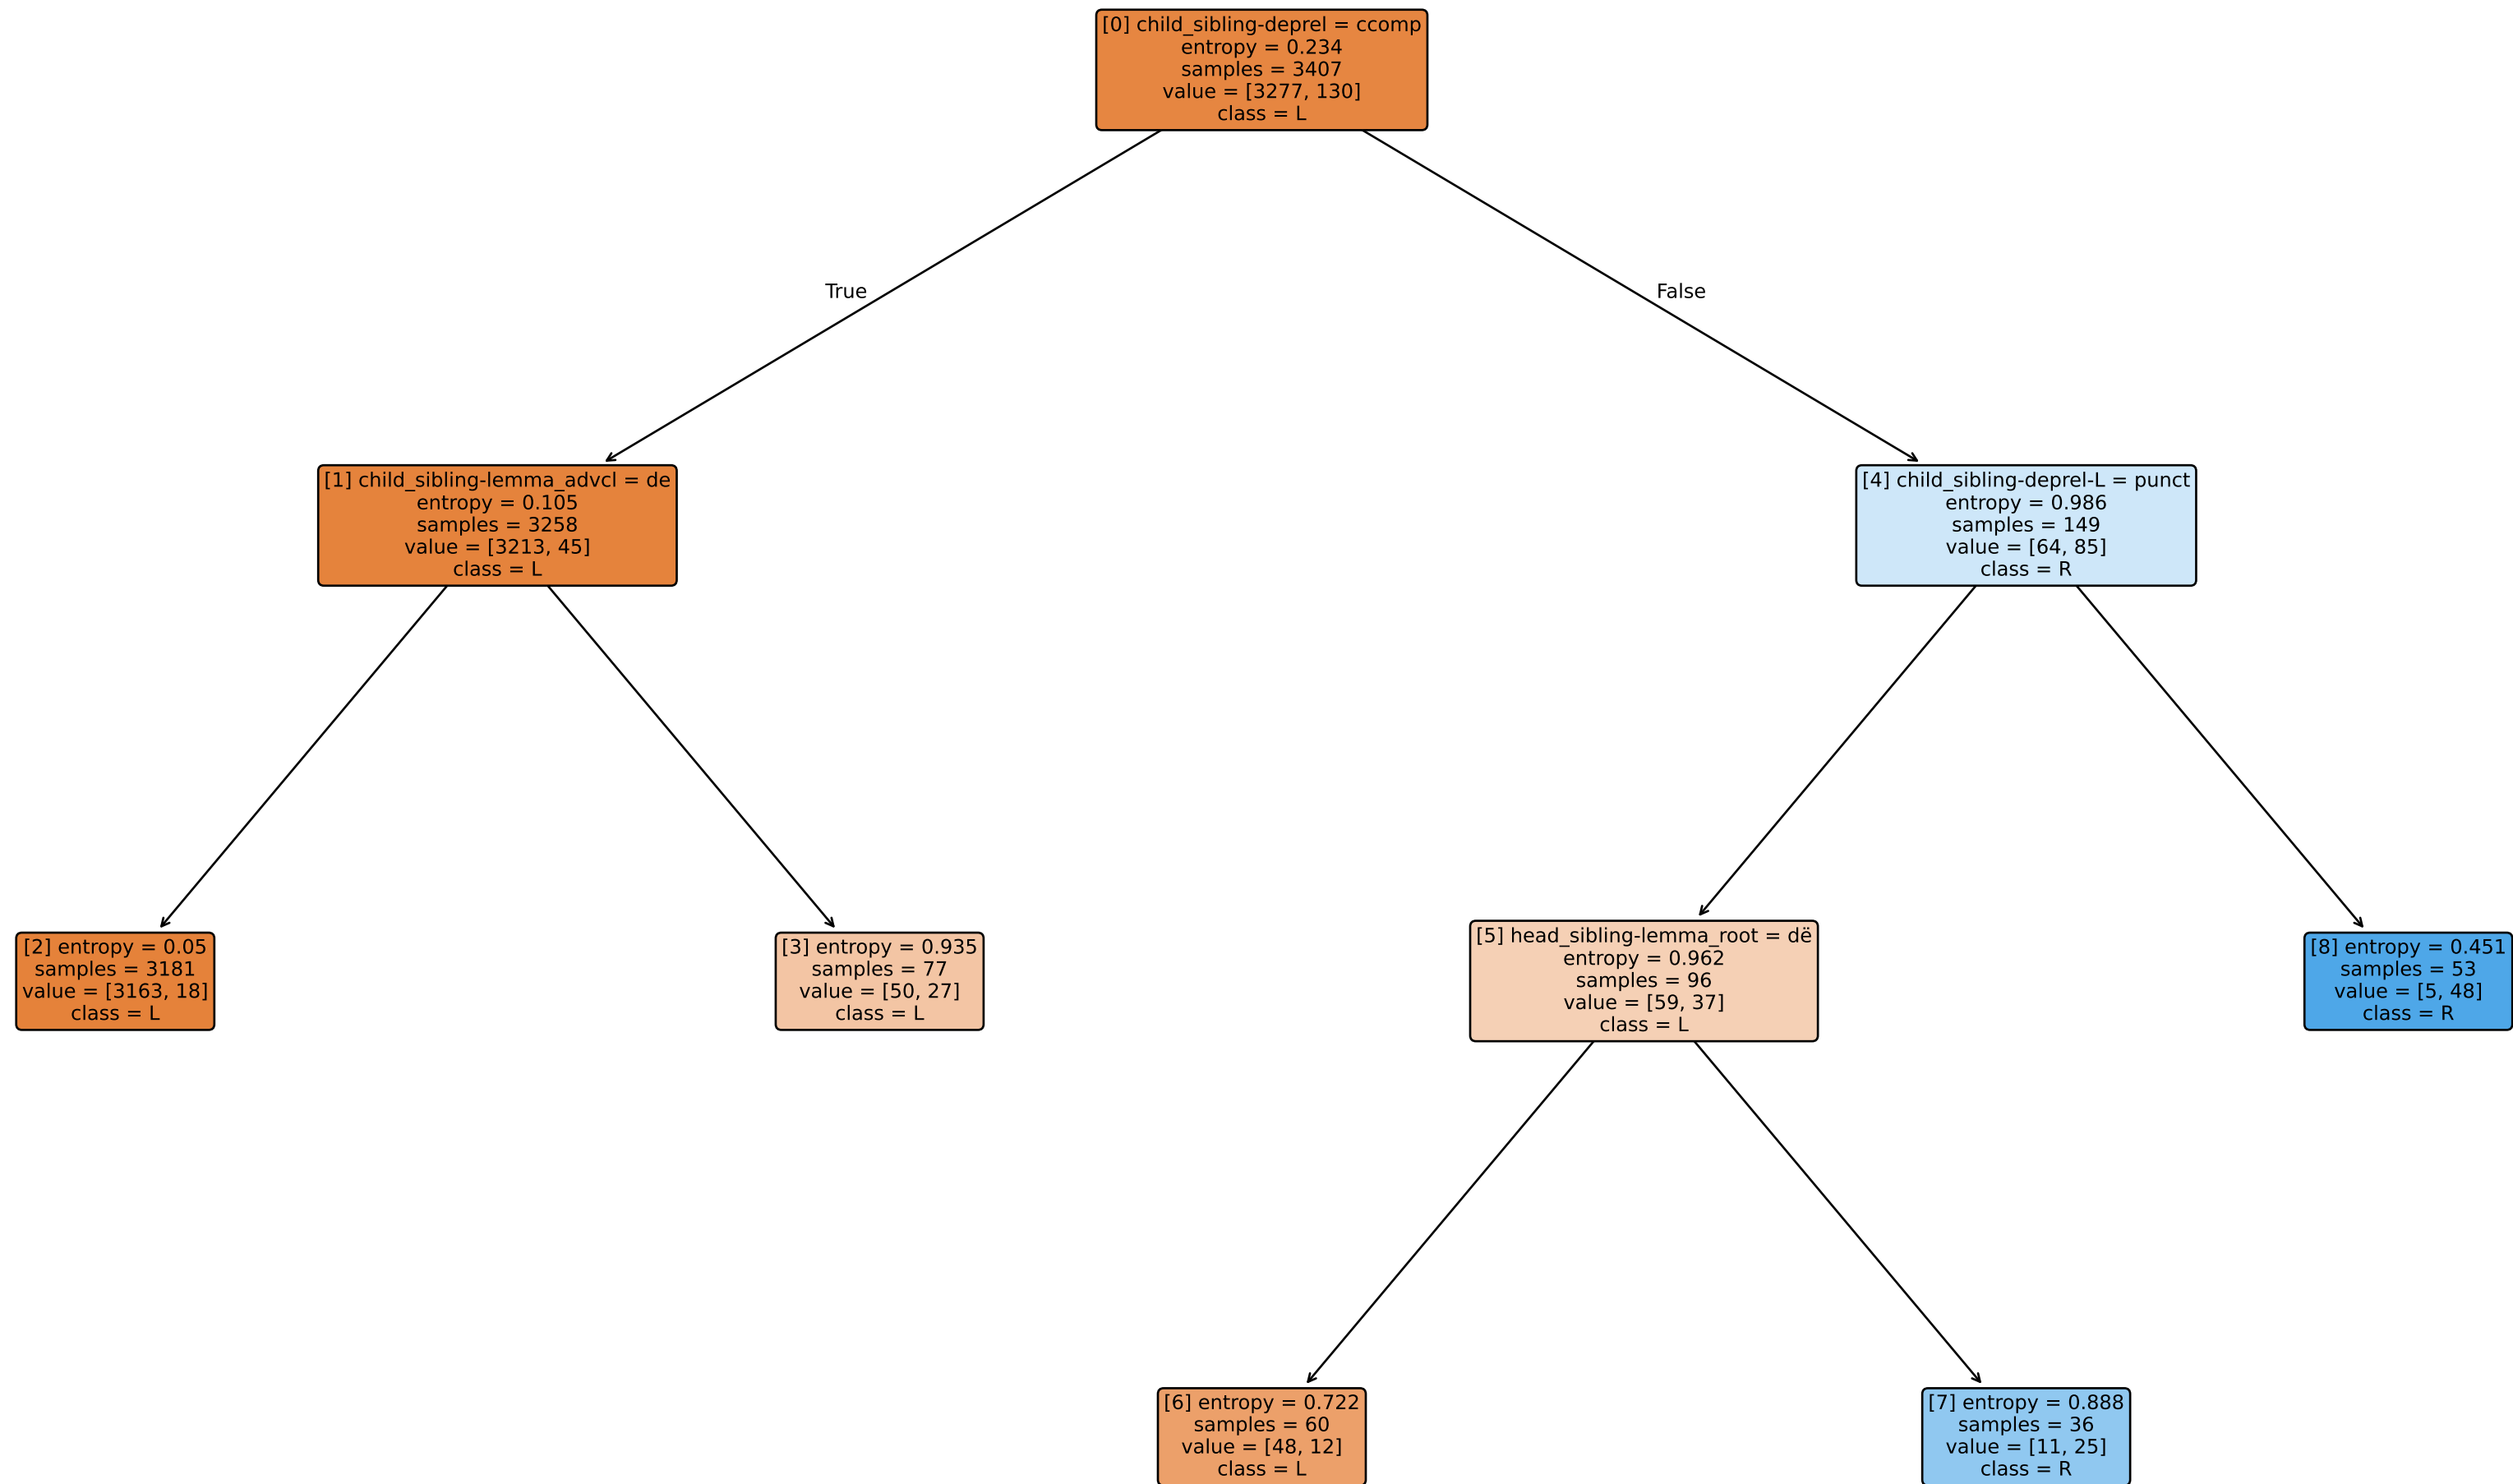 [0] child_sibling-deprel = ccomp
entropy = 0.234
samples = 3407
value = [3277, 130]
class = L
True
False
[1] child_sibling-lemma_advcl = de
entropy = 0.105
samples = 3258
value = [3213, 45]
class = L
[4] child_sibling-deprel-L = punct
entropy = 0.986
samples = 149
value = [64, 85]
class = R
[2] entropy = 0.05
samples = 3181
value = [3163, 18]
class = L
[3] entropy = 0.935
samples = 77
value = [50, 27]
class = L
[5] head_sibling-lemma_root = dë
entropy = 0.962
samples = 96
value = [59, 37]
class = L
[8] entropy = 0.451
samples = 53
value = [5, 48]
class = R
[6] entropy = 0.722
samples = 60
value = [48, 12]
class = L
[7] entropy = 0.888
samples = 36
value = [11, 25]
class = R